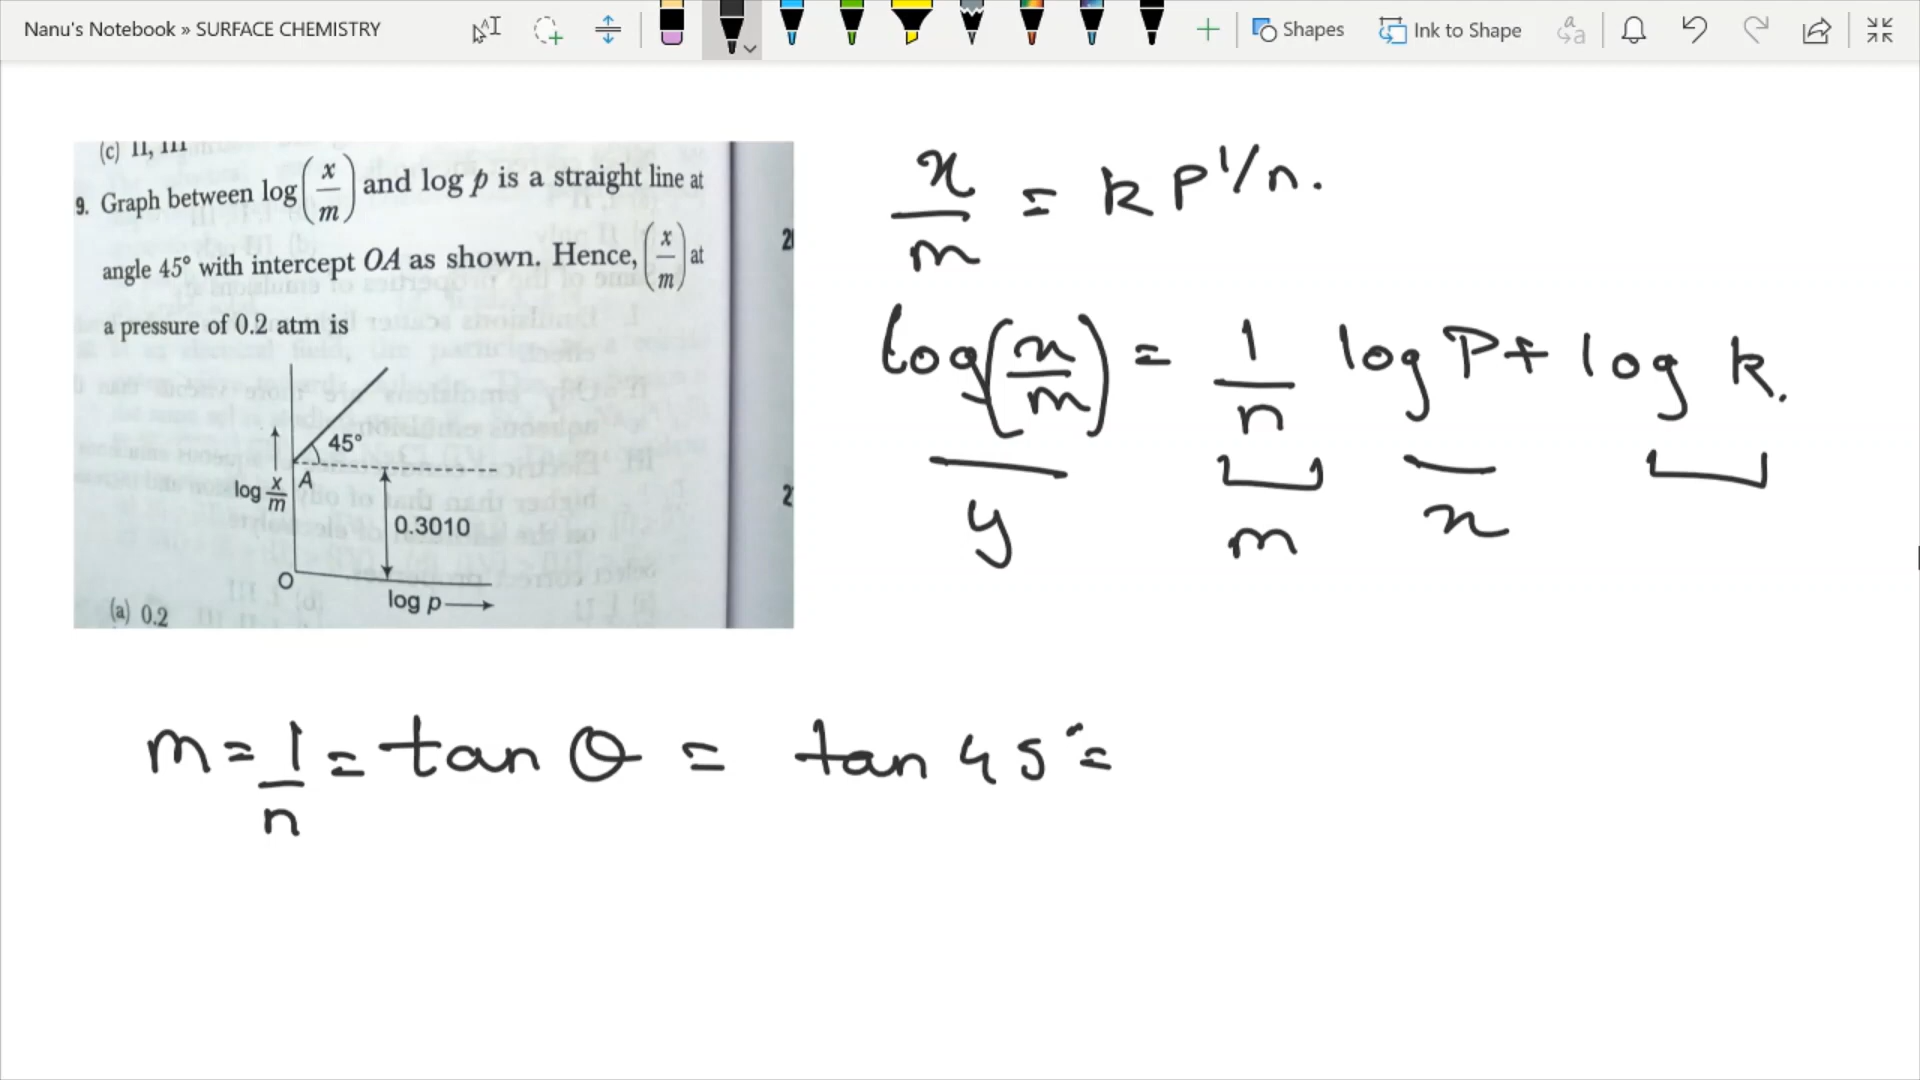 Nanu's Notebook » SURFACE CHEMISTRY
Shapes
Ink to Shape
(c) II, III
9. Graph between log (x/m) and log p is a straight line at
angle 45° with intercept OA as shown. Hence, (x/m) at
a pressure of 0.2 atm is
45°
A
log x/m
0.3010
O
log p
(a) 0.2
2
x/m = k P^1/n.
log(x/m) = 1/n log P + log k.
y m x
m = 1/n = tan θ = tan 45° =